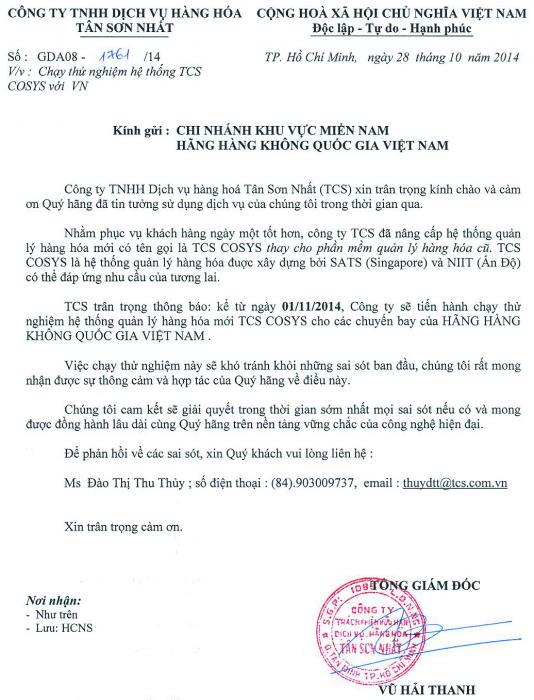 CÔNG TY TNHH DỊCH VỤ HÀNG HÓA
TÂN SƠN NHẤT
CỘNG HOÀ XÃ HỘI CHỦ NGHĨA VIỆT NAM
Độc lập - Tự do - Hạnh phúc
Số : GDA08 - 1761 /14
V/v : Chạy thử nghiệm hệ thống TCS
COSYS với VN
TP. Hồ Chí Minh, ngày 28 tháng 10 năm 2014
Kính gửi : CHI NHÁNH KHU VỰC MIỀN NAM
HÃNG HÀNG KHÔNG QUỐC GIA VIỆT NAM
Công ty TNHH Dịch vụ hàng hoá Tân Sơn Nhất (TCS) xin trân trọng kính chào và cảm
ơn Quý hãng đã tin tưởng sử dụng dịch vụ của chúng tôi trong thời gian qua.
Nhằm phục vụ khách hàng ngày một tốt hơn, công ty TCS đã nâng cấp hệ thống quản
lý hàng hóa mới có tên gọi là TCS COSYS thay cho phần mềm quản lý hàng hóa cũ. TCS
COSYS là hệ thống quản lý hàng hóa được xây dựng bởi SATS (Singapore) và NIIT (Ấn Độ)
có thể đáp ứng nhu cầu của tương lai.
TCS trân trọng thông báo: kể từ ngày 01/11/2014, Công ty sẽ tiến hành chạy thử
nghiệm hệ thống quản lý hàng hóa mới TCS COSYS cho các chuyến bay của HÃNG HÀNG
KHÔNG QUỐC GIA VIỆT NAM .
Việc chạy thử nghiệm này sẽ khó tránh khỏi những sai sót ban đầu, chúng tôi rất mong
nhận được sự thông cảm và hợp tác của Quý hãng về điều này.
Chúng tôi cam kết sẽ giải quyết trong thời gian sớm nhất mọi sai sót nếu có và mong
được đồng hành lâu dài cùng Quý hãng trên nền tảng vững chắc của công nghệ hiện đại.
Để phản hồi về các sai sót, xin Quý khách vui lòng liên hệ :
Ms Đào Thị Thu Thủy ; số điện thoại : (84).903009737, email : thuydtt@tcs.com.vn
Xin trân trọng cảm ơn.
TỔNG GIÁM ĐỐC
Nơi nhận:
- Như trên
- Lưu: HCNS
CÔNG TY
TRÁCH NHIỆM HỮU HẠN
DỊCH VỤ HÀNG HÓA
TÂN SƠN NHẤT
Q.TÂN BÌNH TP.HỒ CHÍ MINH
VŨ HẢI THANH